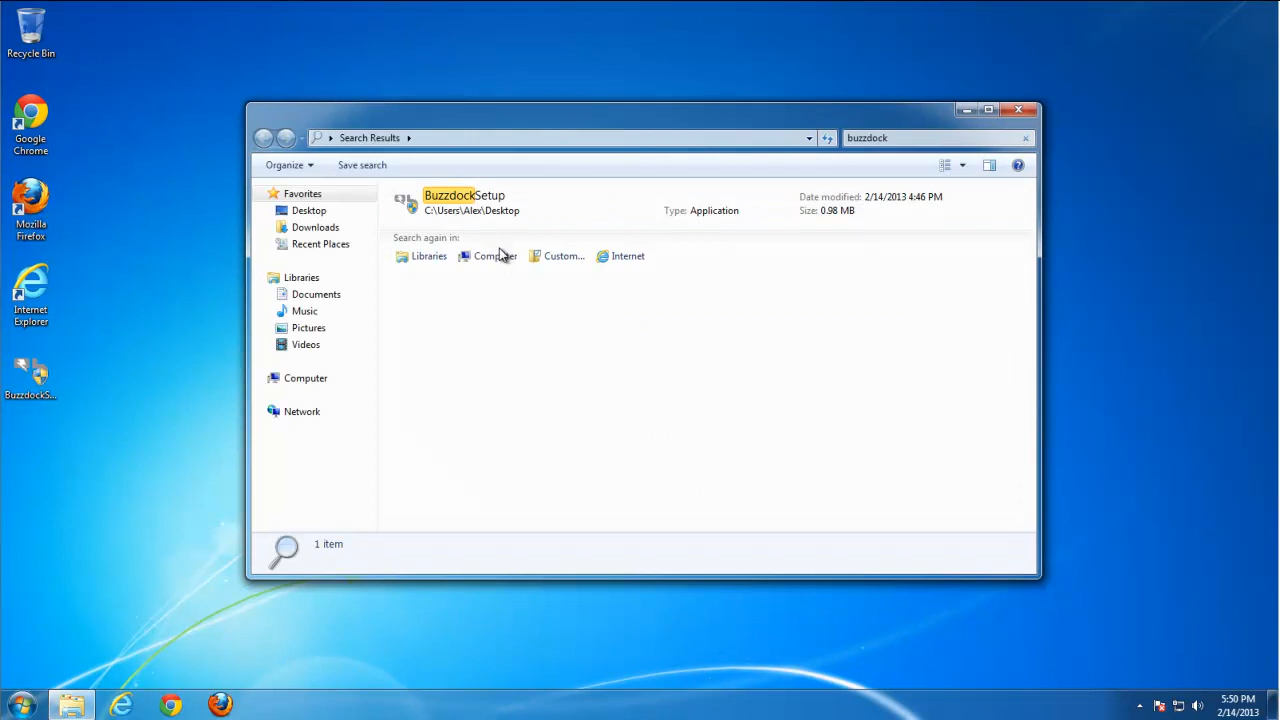 Recycle Bin
Google
Chrome
Mozilla
Firefox
Internet
Explorer
BuzzdockS...
Search Results
buzzdock
Organize
Save search
Favorites
Desktop
Downloads
Recent Places
Libraries
Documents
Music
Pictures
Videos
Computer
Network
BuzzdockSetup
C:\Users\Alex\Desktop
Type: Application
Date modified: 2/14/2013 4:46 PM
Size: 0.98 MB
Search again in:
Libraries
Computer
Custom...
Internet
1 item
5:50 PM
2/14/2013